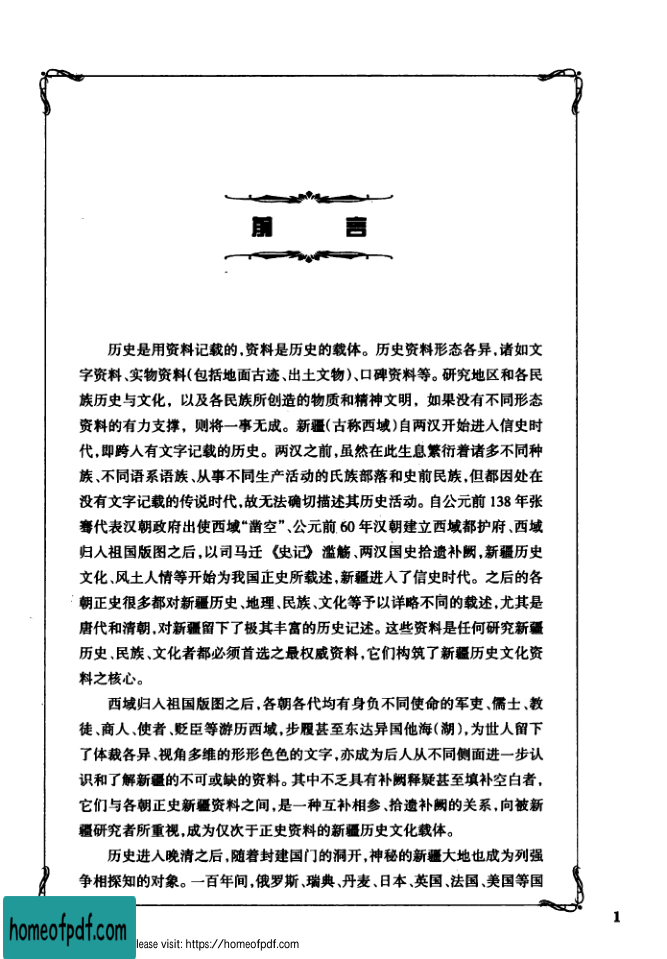 前 言
历史是用资料记载的,资料是历史的载体。历史资料形态各异,诸如文
字资料、实物资料(包括地面古迹、出土文物)、口碑资料等。研究地区和各民
族历史与文化，以及各民族所创造的物质和精神文明，如果没有不同形态
资料的有力支撑，则将一事无成。新疆(古称西域)自两汉开始进入信史时
代,即跨入有文字记载的历史。两汉之前,虽然在此生息繁衍着诸多不同种
族、不同语系语族、从事不同生产活动的氏族部落和史前民族,但都因处在
没有文字记载的传说时代,故无法确切描述其历史活动。自公元前138年张
骞代表汉朝政府出使西域“凿空”、公元前60年汉朝建立西域都护府、西域
归入祖国版图之后,以司马迁《史记》滥觞、两汉国史拾遗补阙,新疆历史
文化、风土人情等开始为我国正史所载述,新疆进入了信史时代。之后的各
朝正史很多都对新疆历史、地理、民族、文化等予以详略不同的载述,尤其是
唐代和清朝,对新疆留下了极其丰富的历史记述。这些资料是任何研究新疆
历史、民族、文化者都必须首选之最权威资料,它们构筑了新疆历史文化资
料之核心。
西域归入祖国版图之后,各朝各代均有身负不同使命的军吏、儒士、教
徒、商人、使者、贬臣等游历西域,步履甚至东达异国他海(湖),为世人留下
了体裁各异、视角多维的形形色色的文字,亦成为后人从不同侧面进一步认
识和了解新疆的不可或缺的资料。其中不乏具有补阙释疑甚至填补空白者,
它们与各朝正史新疆资料之间,是一种互补相参、拾遗补阙的关系,向被新
疆研究者所重视,成为仅次于正史资料的新疆历史文化载体。
历史进入晚清之后,随着封建国门的洞开,神秘的新疆大地也成为列强
争相探知的对象。一百年间,俄罗斯、瑞典、丹麦、日本、英国、法国、美国等国
1
homeofpdf.com
lease visit: https://homeofpdf.com